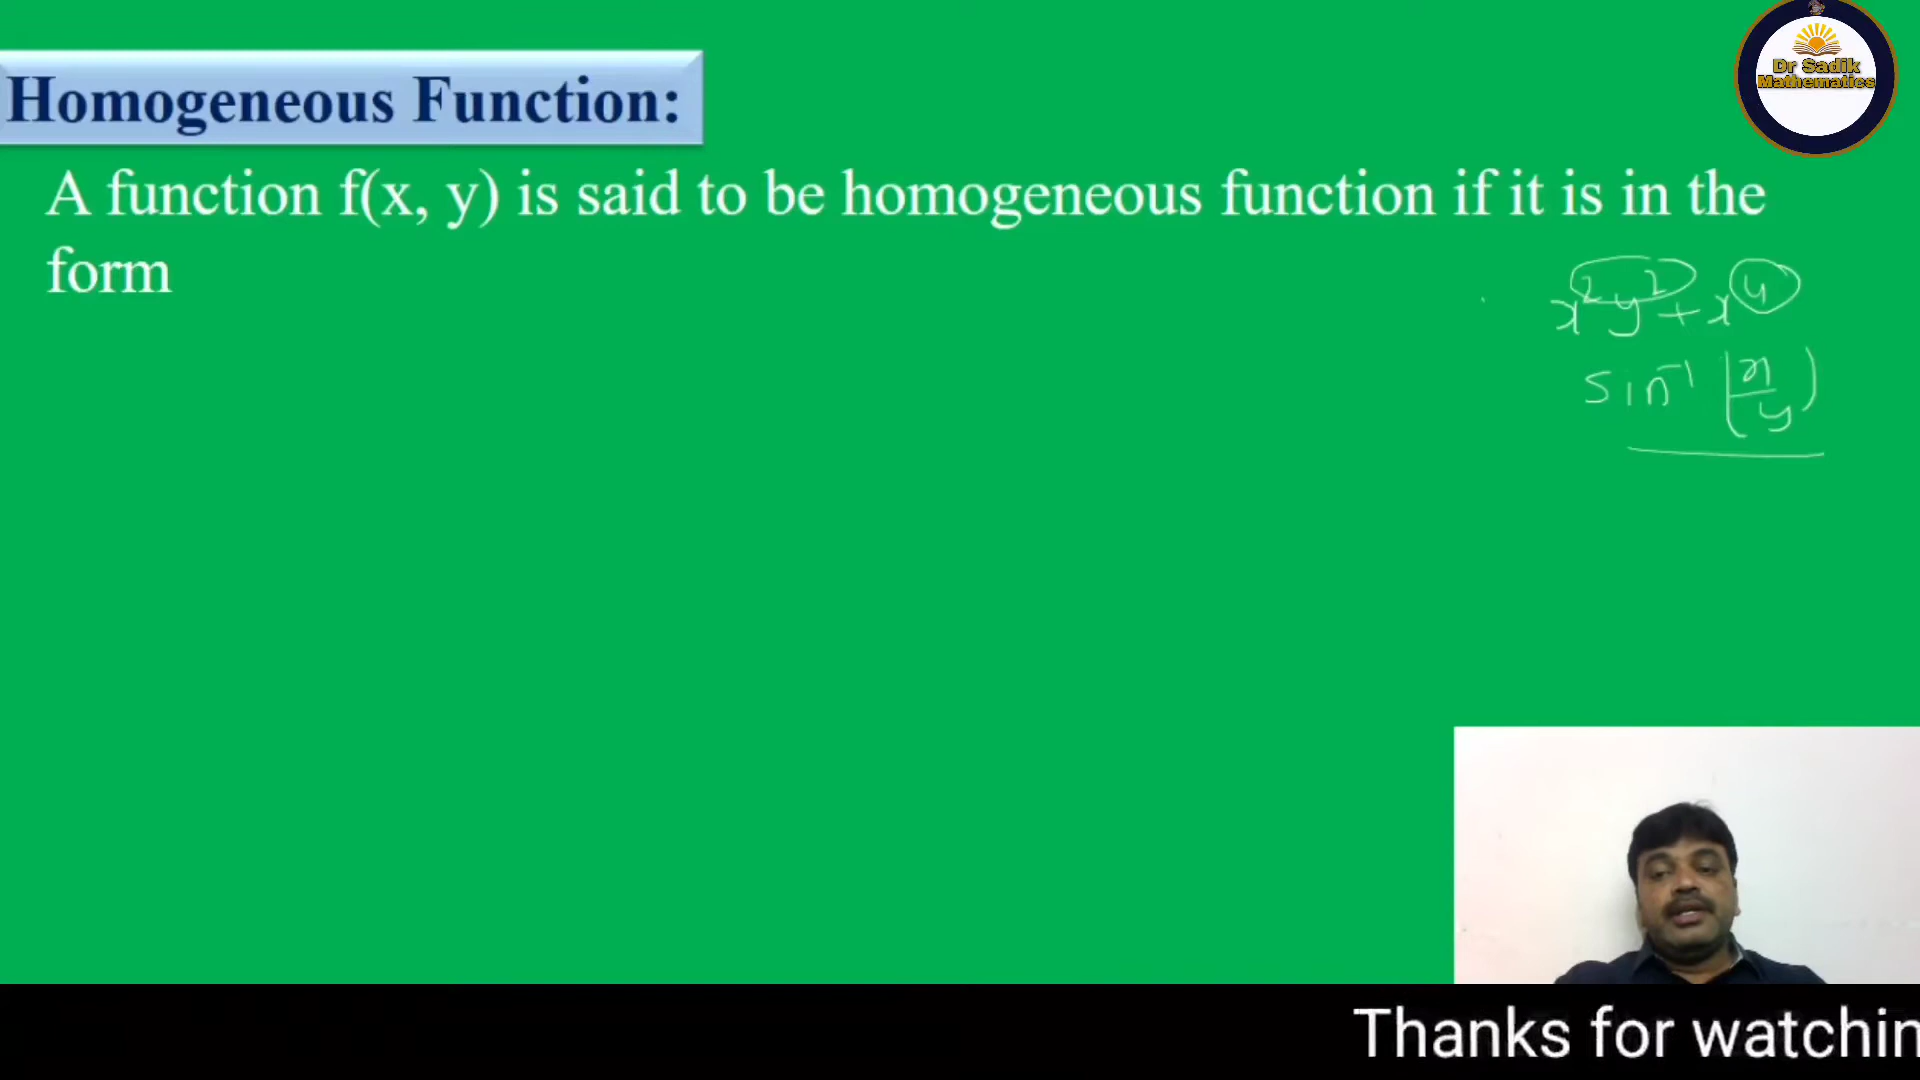 Dr Sadik
Mathematics
Homogeneous Function:
A function f(x, y) is said to be homogeneous function if it is in the
form
x²y² + x⁴
sin⁻¹(x/y)
Thanks for watchin